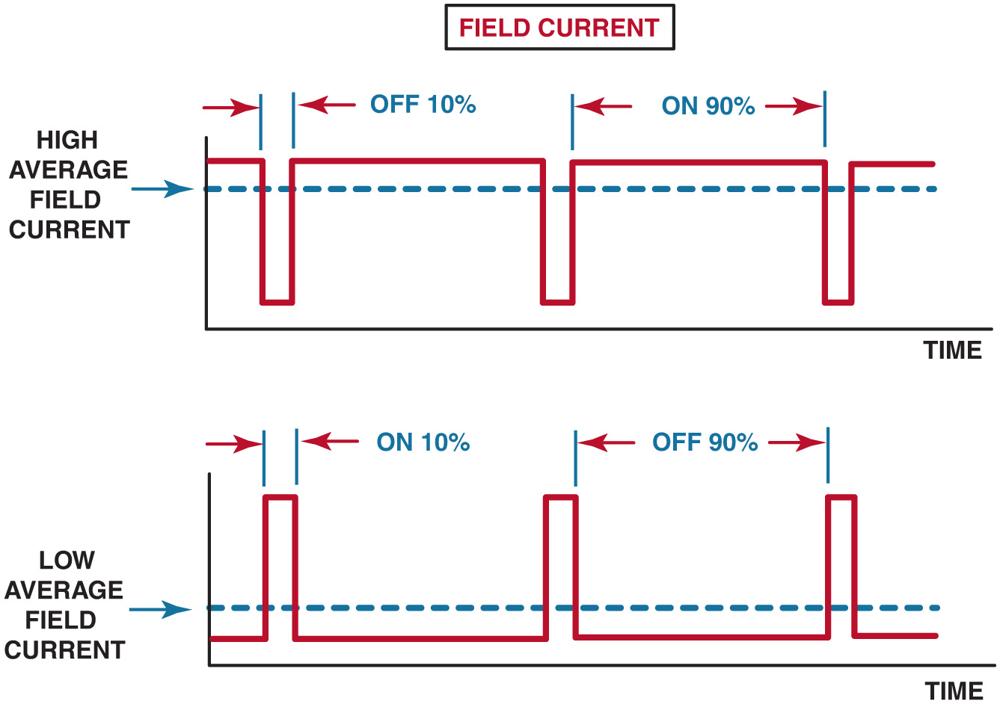 FIELD CURRENT
OFF 10%
ON 90%
HIGH
AVERAGE
FIELD
CURRENT
TIME
ON 10%
OFF 90%
LOW
AVERAGE
FIELD
CURRENT
TIME